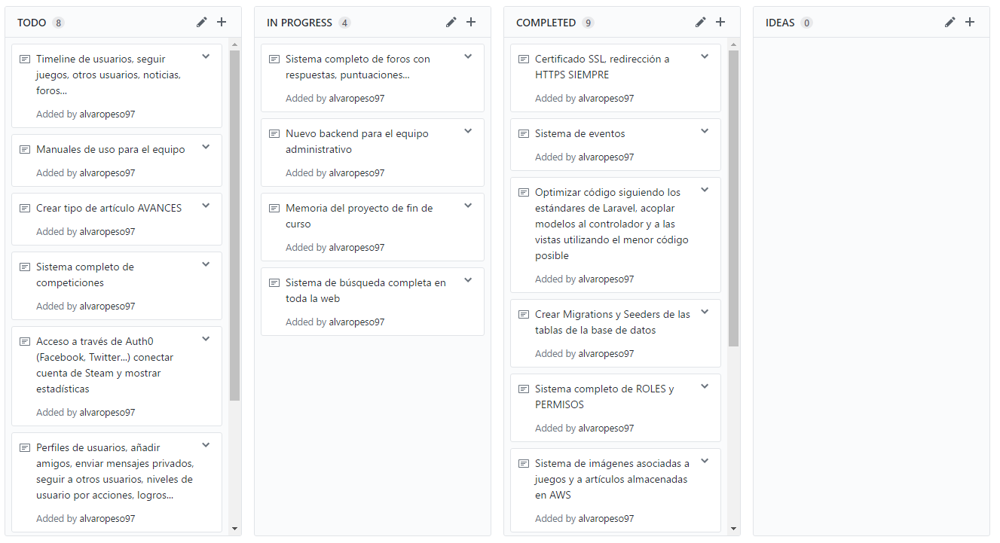 TODO 8
Timeline de usuarios, seguir
juegos, otros usuarios, noticias,
foros...
Added by alvaropeso97
Manuales de uso para el equipo
Added by alvaropeso97
Crear tipo de artículo AVANCES
Added by alvaropeso97
Sistema completo de
competiciones
Added by alvaropeso97
Acceso a través de Auth0
(Facebook, Twitter...) conectar
cuenta de Steam y mostrar
estadísticas
Added by alvaropeso97
Perfiles de usuarios, añadir
amigos, enviar mensajes privados,
seguir a otros usuarios, niveles de
usuario por acciones, logros...
Added by alvaropeso97
IN PROGRESS 4
Sistema completo de foros con
respuestas, puntuaciones...
Added by alvaropeso97
Nuevo backend para el equipo
administrativo
Added by alvaropeso97
Memoria del proyecto de fin de
curso
Added by alvaropeso97
Sistema de búsqueda completa en
toda la web
Added by alvaropeso97
COMPLETED 9
Certificado SSL, redirección a
HTTPS SIEMPRE
Added by alvaropeso97
Sistema de eventos
Added by alvaropeso97
Optimizar código siguiendo los
estándares de Laravel, acoplar
modelos al controlador y a las
vistas utilizando el menor código
posible
Added by alvaropeso97
Crear Migrations y Seeders de las
tablas de la base de datos
Added by alvaropeso97
Sistema completo de ROLES y
PERMISOS
Added by alvaropeso97
Sistema de imágenes asociadas a
juegos y a artículos almacenadas
en AWS
Added by alvaropeso97
IDEAS 0